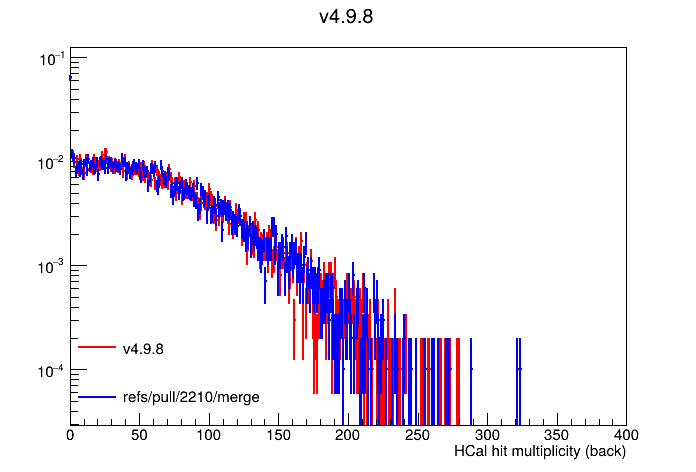 v4.9.8
10⁻¹
10⁻²
10⁻³
10⁻⁴
v4.9.8
refs/pull/2210/merge
0 50 100 150 200 250 300 350 400
HCal hit multiplicity (back)